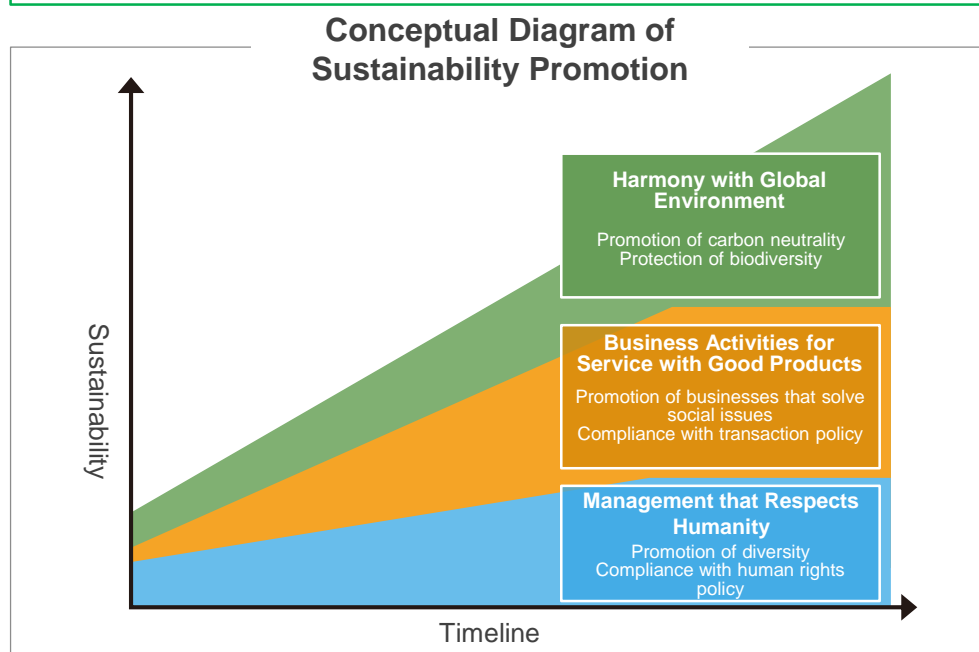 Conceptual Diagram of
Sustainability Promotion
Harmony with Global
Environment
Promotion of carbon neutrality
Protection of biodiversity
Business Activities for
Service with Good Products
Promotion of businesses that solve
social issues
Compliance with transaction policy
Management that Respects
Humanity
Promotion of diversity
Compliance with human rights
policy
Sustainability
Timeline